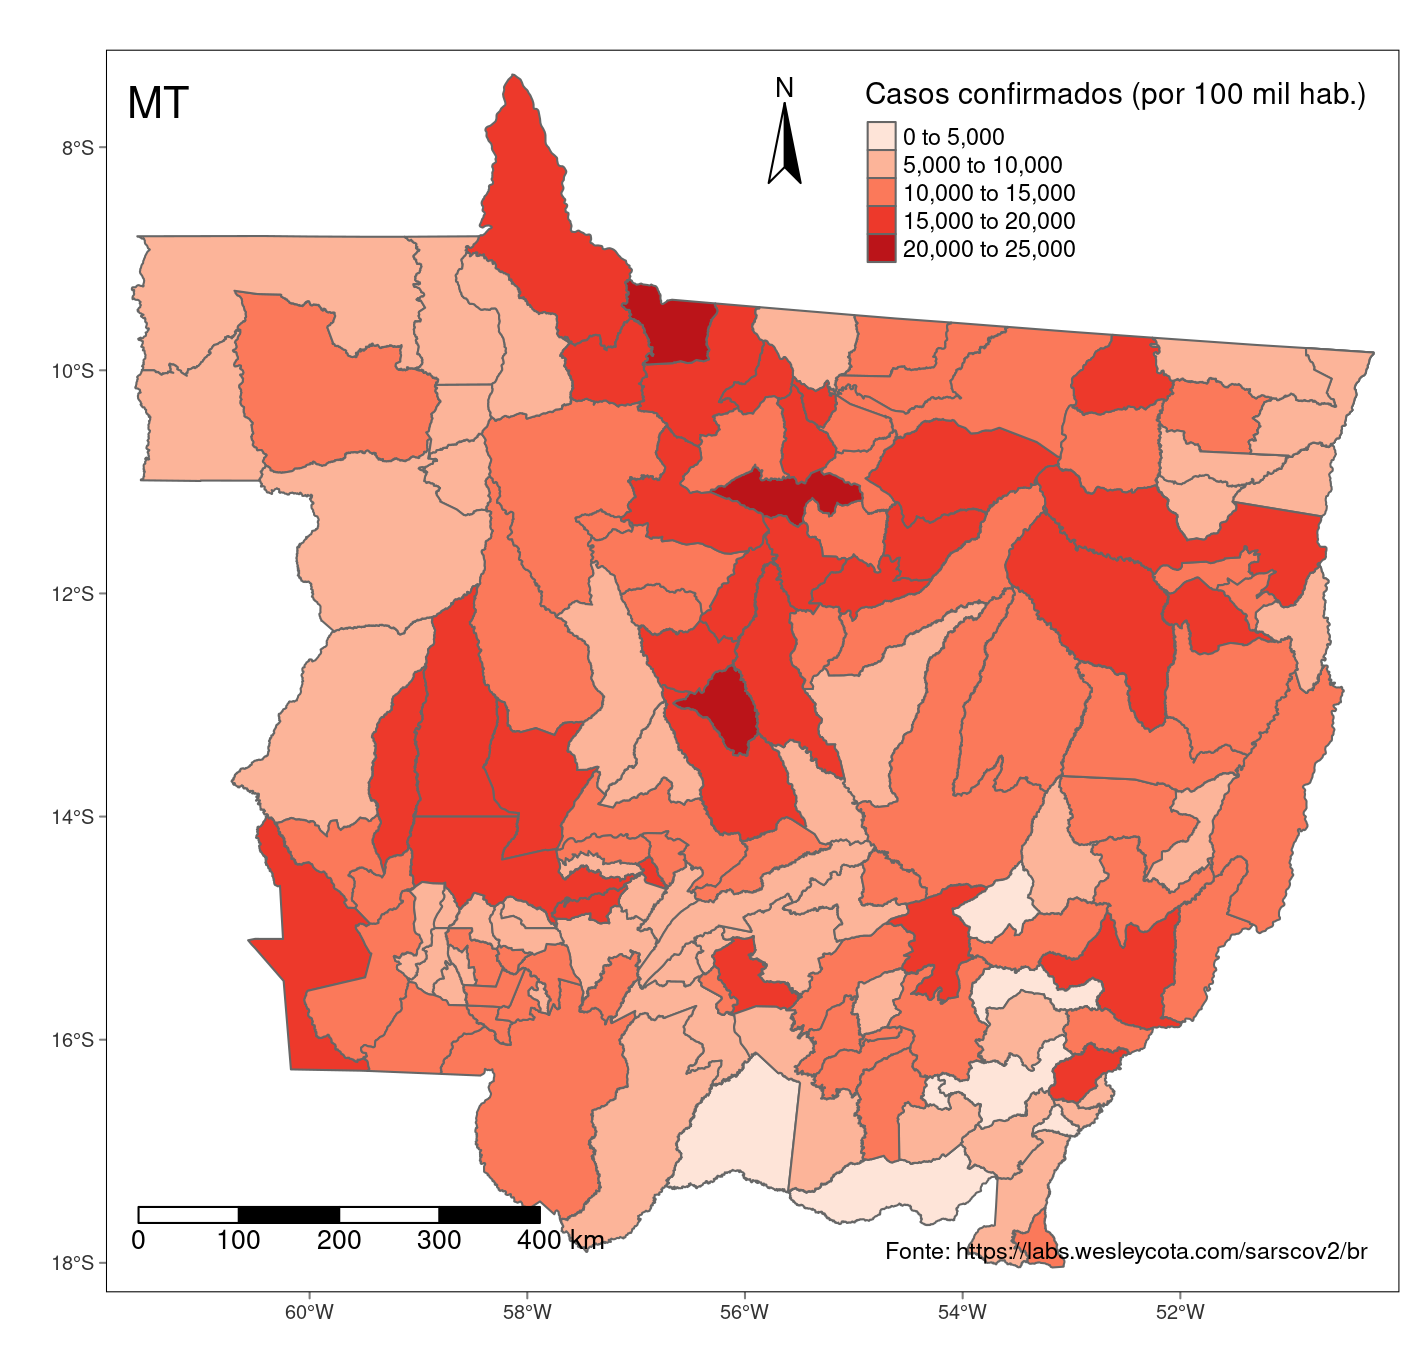 MT
N
Casos confirmados (por 100 mil hab.)
0 to 5,000
5,000 to 10,000
10,000 to 15,000
15,000 to 20,000
20,000 to 25,000
8°S
10°S
12°S
14°S
16°S
18°S
0 100 200 300 400 km
Fonte: https://labs.wesleycota.com/sarscov2/br
60°W 58°W 56°W 54°W 52°W